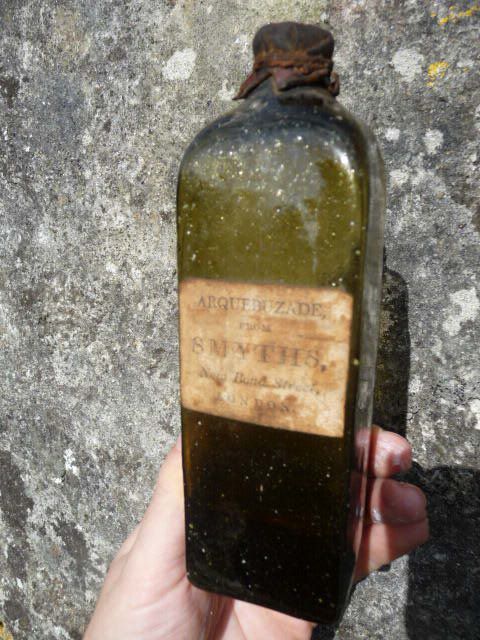 ARQUEBUZADE,
FROM
SMYTHS,
New Bond Street,
LONDON.